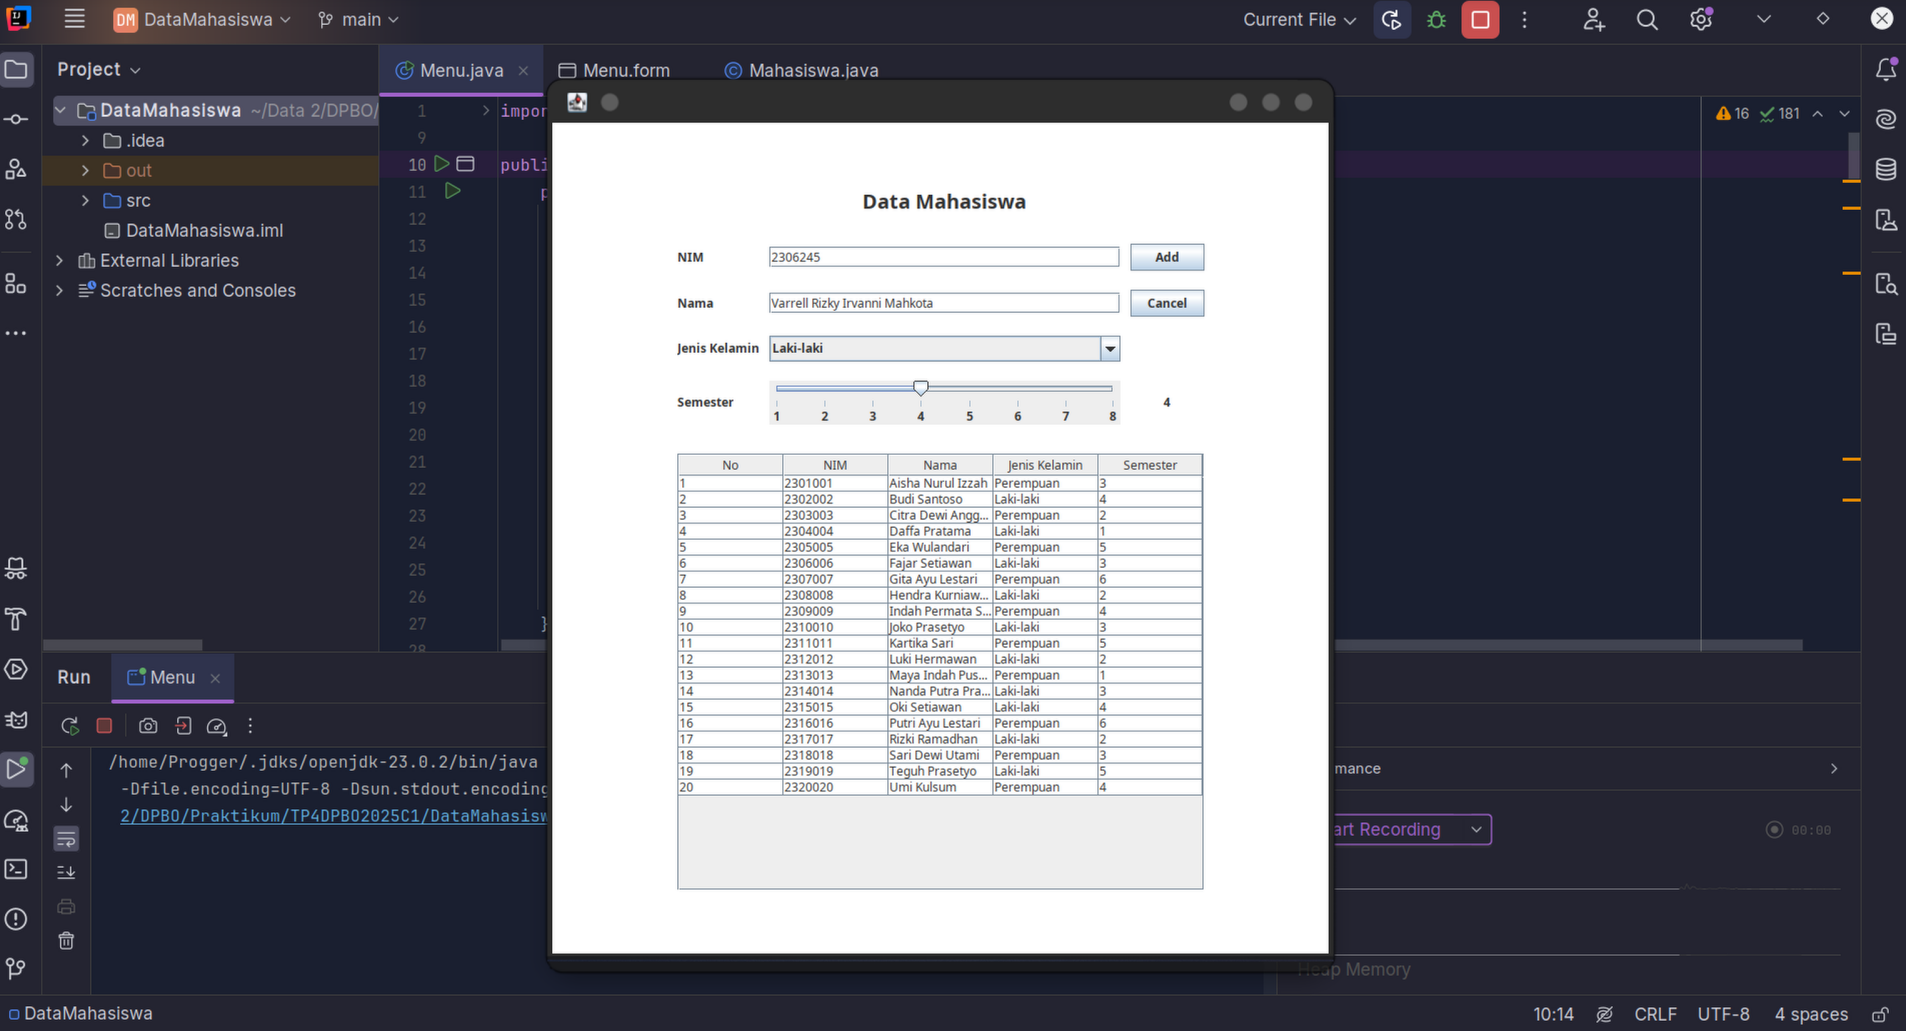 DM DataMahasiswa main Current File
Project
Menu.java
Menu.form
Mahasiswa.java
DataMahasiswa ~/Data 2/DPBO/
.idea
out
src
DataMahasiswa.iml
External Libraries
Scratches and Consoles
1 impor
9
10 publi
11 p
12
13
14
15
16
17
18
19
20
21
22
23
24
25
26
27 }
28
16 181
Data Mahasiswa
NIM 2306245 Add
Nama Varrell Rizky Irvanni Mahkota Cancel
Jenis Kelamin Laki-laki
Semester 4
1 2 3 4 5 6 7 8
No NIM Nama Jenis Kelamin Semester
1 2301001 Aisha Nurul Izzah Perempuan 3
2 2302002 Budi Santoso Laki-laki 4
3 2303003 Citra Dewi Angg... Perempuan 2
4 2304004 Daffa Pratama Laki-laki 1
5 2305005 Eka Wulandari Perempuan 5
6 2306006 Fajar Setiawan Laki-laki 3
7 2307007 Gita Ayu Lestari Perempuan 6
8 2308008 Hendra Kurniaw... Laki-laki 2
9 2309009 Indah Permata S... Perempuan 4
10 2310010 Joko Prasetyo Laki-laki 3
11 2311011 Kartika Sari Perempuan 5
12 2312012 Luki Hermawan Laki-laki 2
13 2313013 Maya Indah Pus... Perempuan 1
14 2314014 Nanda Putra Pra... Laki-laki 3
15 2315015 Oki Setiawan Laki-laki 4
16 2316016 Putri Ayu Lestari Perempuan 6
17 2317017 Rizki Ramadhan Laki-laki 2
18 2318018 Sari Dewi Utami Perempuan 3
19 2319019 Teguh Prasetyo Laki-laki 5
20 2320020 Umi Kulsum Perempuan 4
Run Menu
/home/Progger/.jdks/openjdk-23.0.2/bin/java
-Dfile.encoding=UTF-8 -Dsun.stdout.encoding
2/DPBO/Praktikum/TP4DPBO2025C1/DataMahasisw
mance
art Recording
00:00
Heap Memory
DataMahasiswa 10:14 CRLF UTF-8 4 spaces